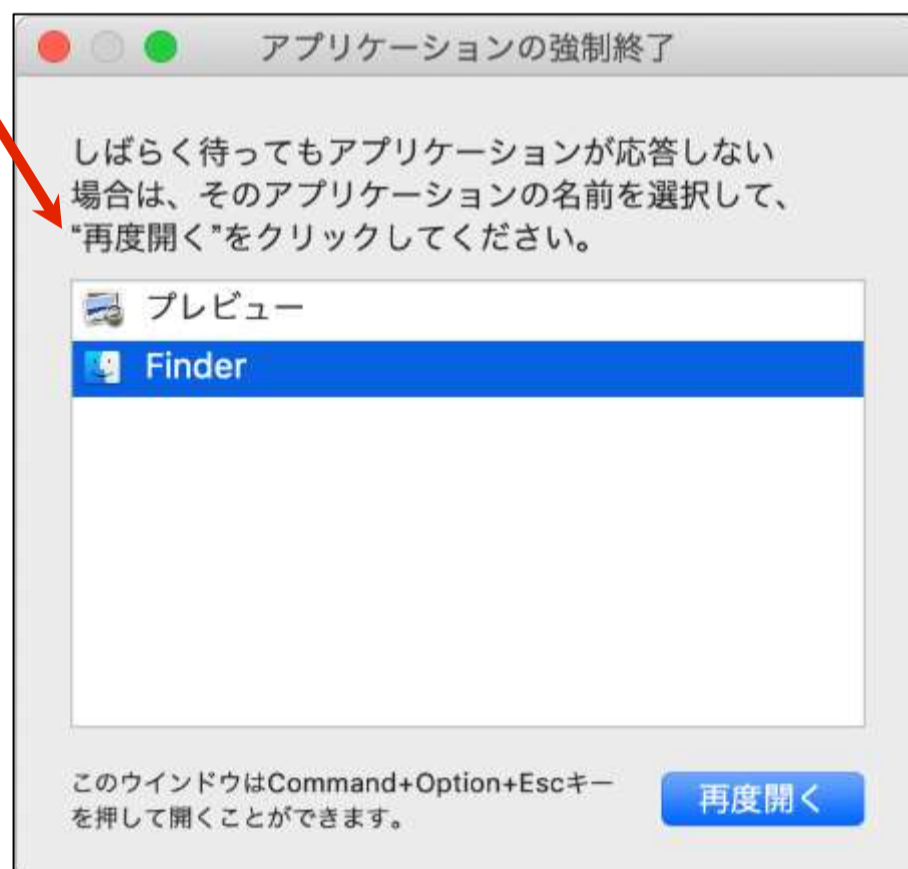 アプリケーションの強制終了
しばらく待ってもアプリケーションが応答しない
場合は、そのアプリケーションの名前を選択して、
“再度開く”をクリックしてください。
プレビュー
Finder
このウインドウはCommand+Option+Escキー
を押して開くことができます。
再度開く